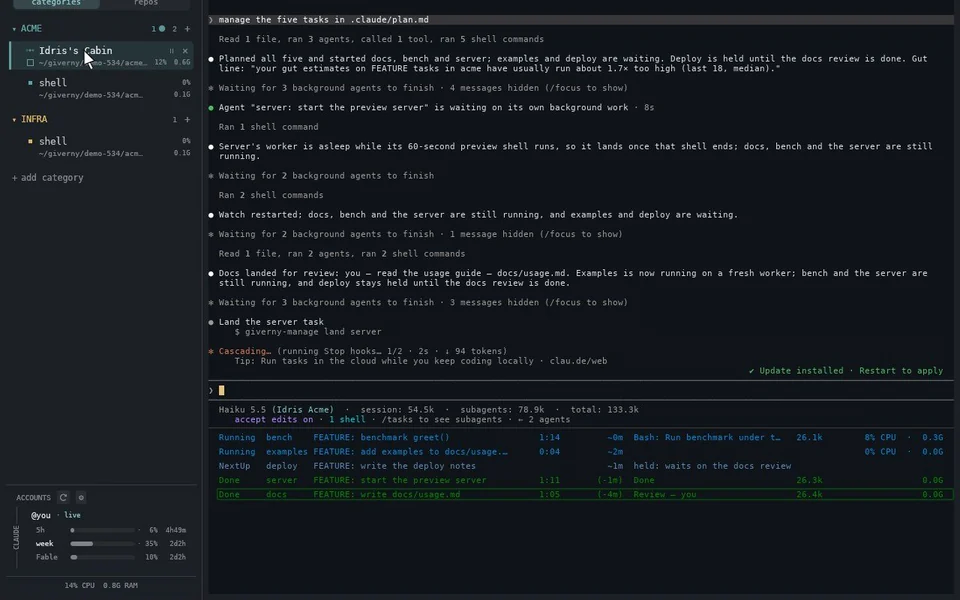 categories repos
▾ ACME 1 ● 2 +
Idris's Cabin ⏸ ×
~/giverny/demo-534/acme… 12% 0.6G
shell 0%
~/giverny/demo-534/acm… 0.1G
▾ INFRA 1 +
shell 0%
~/giverny/demo-534/acm… 0.1G
+ add category
ACCOUNTS
CLAUDE
@you · live
5h 6% 4h49m
week 35% 2d2h
Fable 10% 2d2h
14% CPU 0.8G RAM
❯ manage the five tasks in .claude/plan.md
Read 1 file, ran 3 agents, called 1 tool, ran 5 shell commands
● Planned all five and started docs, bench and server; examples and deploy are waiting. Deploy is held until the docs review is done. Gut
line: "your gut estimates on FEATURE tasks in acme have usually run about 1.7× too high (last 18, median)."
✻ Waiting for 3 background agents to finish · 4 messages hidden (/focus to show)
● Agent "server: start the preview server" is waiting on its own background work · 8s
Ran 1 shell command
● Server's worker is asleep while its 60-second preview shell runs, so it lands once that shell ends; docs, bench and the server are still
running.
✻ Waiting for 2 background agents to finish
Ran 2 shell commands
● Watch restarted; docs, bench and the server are still running, and examples and deploy are waiting.
✻ Waiting for 2 background agents to finish · 1 message hidden (/focus to show)
Read 1 file, ran 2 agents, ran 2 shell commands
● Docs landed for review: you — read the usage guide — docs/usage.md. Examples is now running on a fresh worker; bench and the server are
still running, and deploy stays held until the docs review is done.
✻ Waiting for 3 background agents to finish · 3 messages hidden (/focus to show)
● Land the server task
$ giverny-manage land server
✻ Cascading… (running Stop hooks… 1/2 · 2s · ↓ 94 tokens)
Tip: Run tasks in the cloud while you keep coding locally · clau.de/web
✔ Update installed · Restart to apply
❯
Haiku 5.5 (Idris Acme) · session: 54.5k · subagents: 78.9k · total: 133.3k
accept edits on · 1 shell · /tasks to see subagents · ← 2 agents
Running bench FEATURE: benchmark greet() 1:14 ~0m Bash: Run benchmark under t… 26.1k 8% CPU · 0.3G
Running examples FEATURE: add examples to docs/usage.… 0:04 ~2m 0% CPU · 0.0G
NextUp deploy FEATURE: write the deploy notes ~1m held: waits on the docs review
Done server FEATURE: start the preview server 1:11 (-1m) Done 26.3k 0.0G
Done docs FEATURE: write docs/usage.md 1:05 (-4m) Review — you 26.4k 0.0G